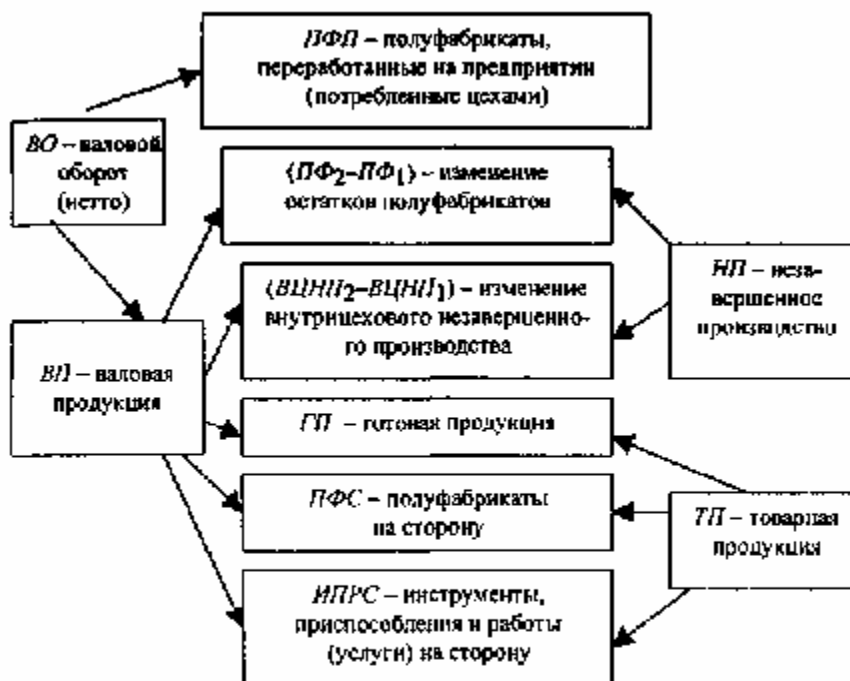 ПФП – полуфабрикаты,
переработанные на предприятии
(потребленные цехами)
ВО – валовой
оборот
(нетто)
(ПФ₂–ПФ₁) – изменение
остатков полуфабрикатов
(ВЦНП₂–ВЦНП₁) – изменение
внутрицехового незавершенно-
го производства
НП – неза-
вершенное
производство
ВП – валовая
продукция
ГП – готовая продукция
ПФС – полуфабрикаты
на сторону
ТП – товарная
продукция
ИПРС – инструменты,
приспособления и работы
(услуги) на сторону